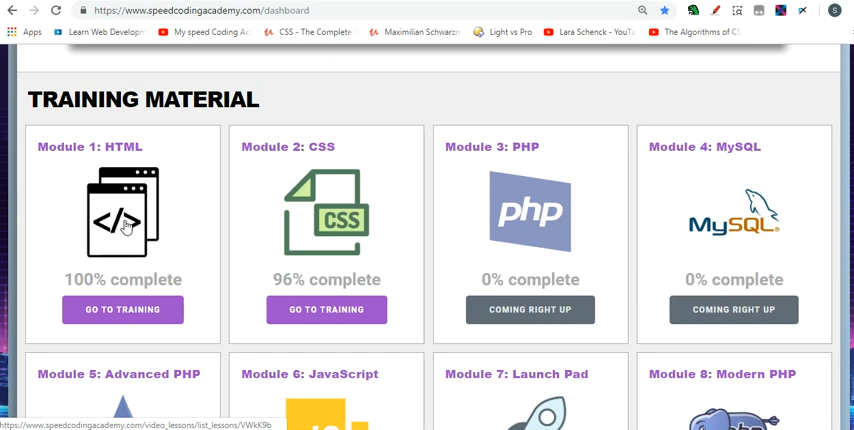 https://www.speedcodingacademy.com/dashboard
S
Apps
Learn Web Developm
My speed Coding Ac
CSS - The Complete
Maximilian Schwarzm
Light vs Pro
Lara Schenck - YouTu
The Algorithms of CS
TRAINING MATERIAL
Module 1: HTML
Module 2: CSS
Module 3: PHP
Module 4: MySQL
</>
CSS
php
MySQL
100% complete
96% complete
0% complete
0% complete
GO TO TRAINING
GO TO TRAINING
COMING RIGHT UP
COMING RIGHT UP
Module 5: Advanced PHP
Module 6: JavaScript
Module 7: Launch Pad
Module 8: Modern PHP
https://www.speedcodingacademy.com/video_lessons/list_lessons/VWkK9b